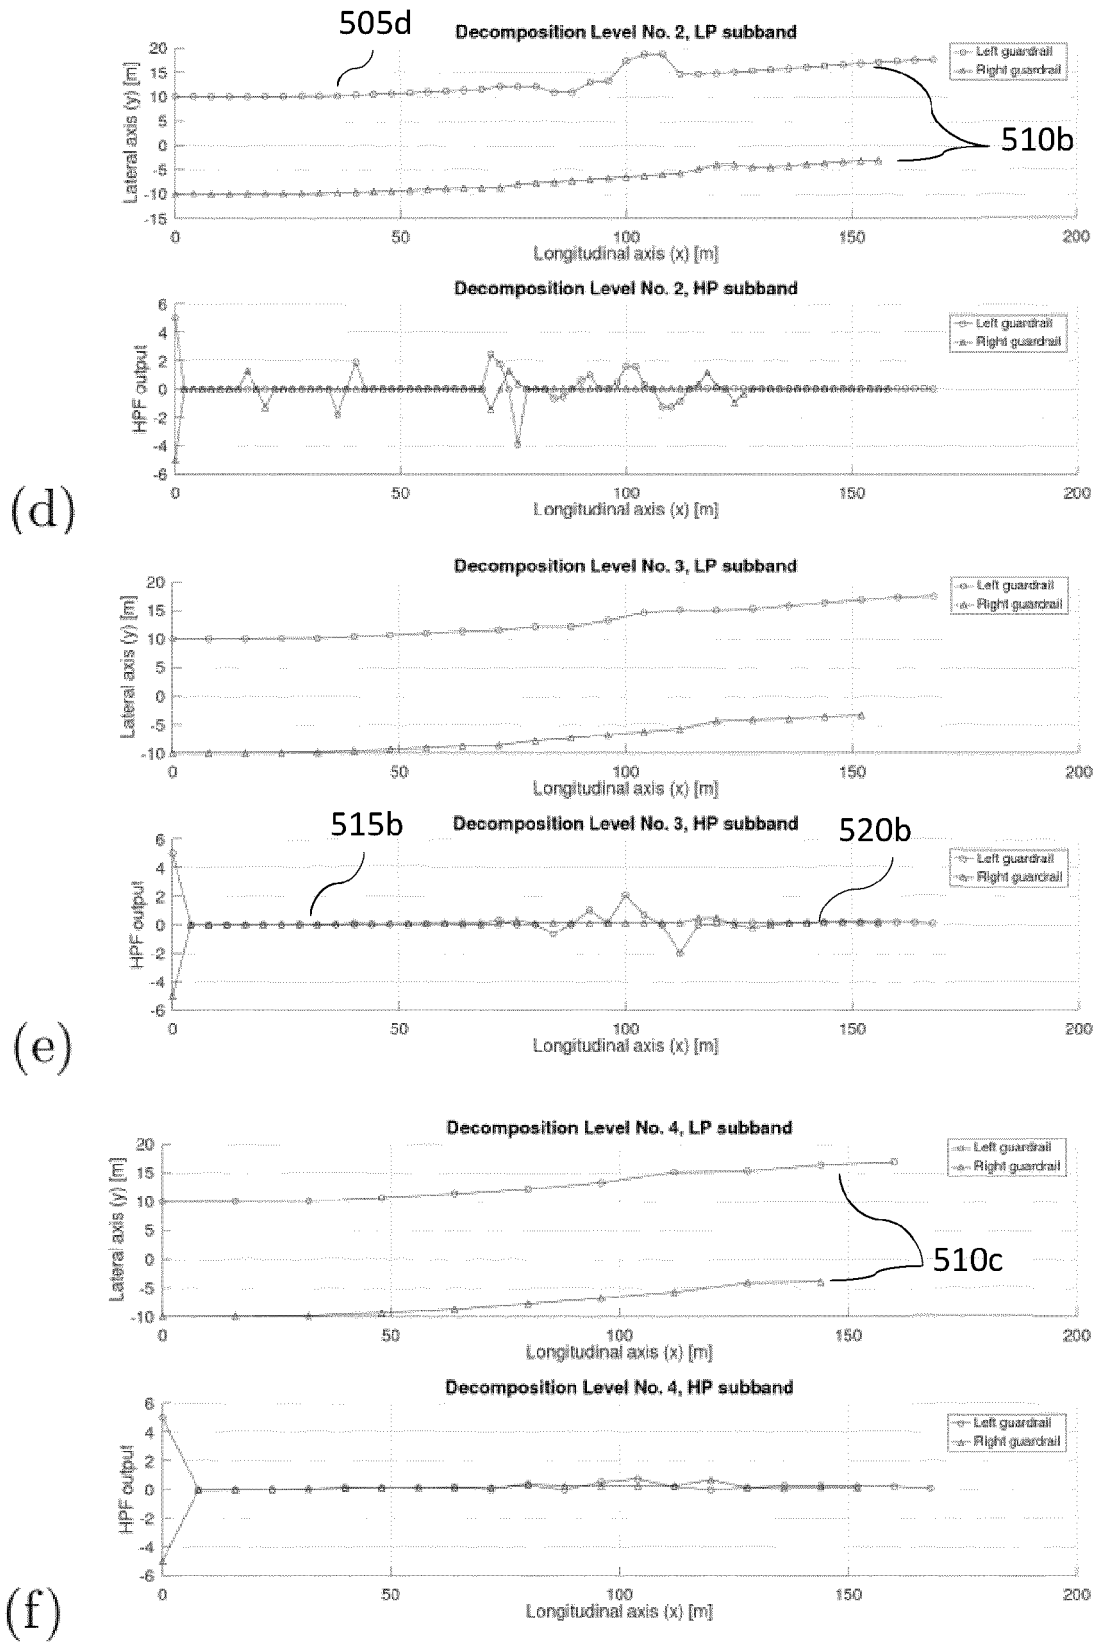 505d
Decomposition Level No. 2, LP subband
Left guardrail
Right guardrail
Lateral axis (y) [m]
20
15
10
5
0
-5
-10
-15
510b
0 50 100 150 200
Longitudinal axis (x) [m]
Decomposition Level No. 2, HP subband
Left guardrail
Right guardrail
HPF output
6
4
2
0
-2
-4
-6
0 50 100 150 200
Longitudinal axis (x) [m]
(d)
Decomposition Level No. 3, LP subband
Left guardrail
Right guardrail
Lateral axis (y) [m]
20
15
10
5
0
-5
-10
0 50 100 150 200
Longitudinal axis (x) [m]
515b
Decomposition Level No. 3, HP subband
520b
Left guardrail
Right guardrail
HPF output
6
4
2
0
-2
-4
-6
0 50 100 150 200
Longitudinal axis (x) [m]
(e)
Decomposition Level No. 4, LP subband
Left guardrail
Right guardrail
Lateral axis (y) [m]
20
15
10
5
0
-5
-10
510c
0 50 100 150 200
Longitudinal axis (x) [m]
Decomposition Level No. 4, HP subband
Left guardrail
Right guardrail
HPF output
6
4
2
0
-2
-4
-6
0 50 100 150 200
Longitudinal axis (x) [m]
(f)